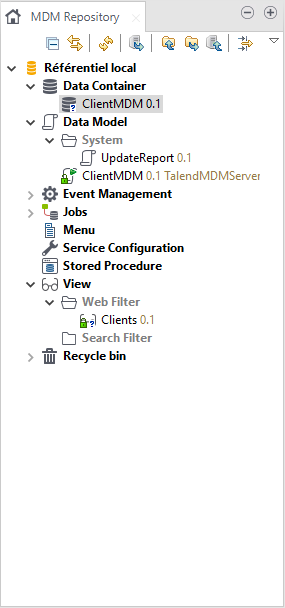 MDM Repository
Référentiel local
Data Container
ClientMDM 0.1
Data Model
System
UpdateReport 0.1
ClientMDM 0.1 TalendMDMServer
Event Management
Jobs
Menu
Service Configuration
Stored Procedure
View
Web Filter
Clients 0.1
Search Filter
Recycle bin